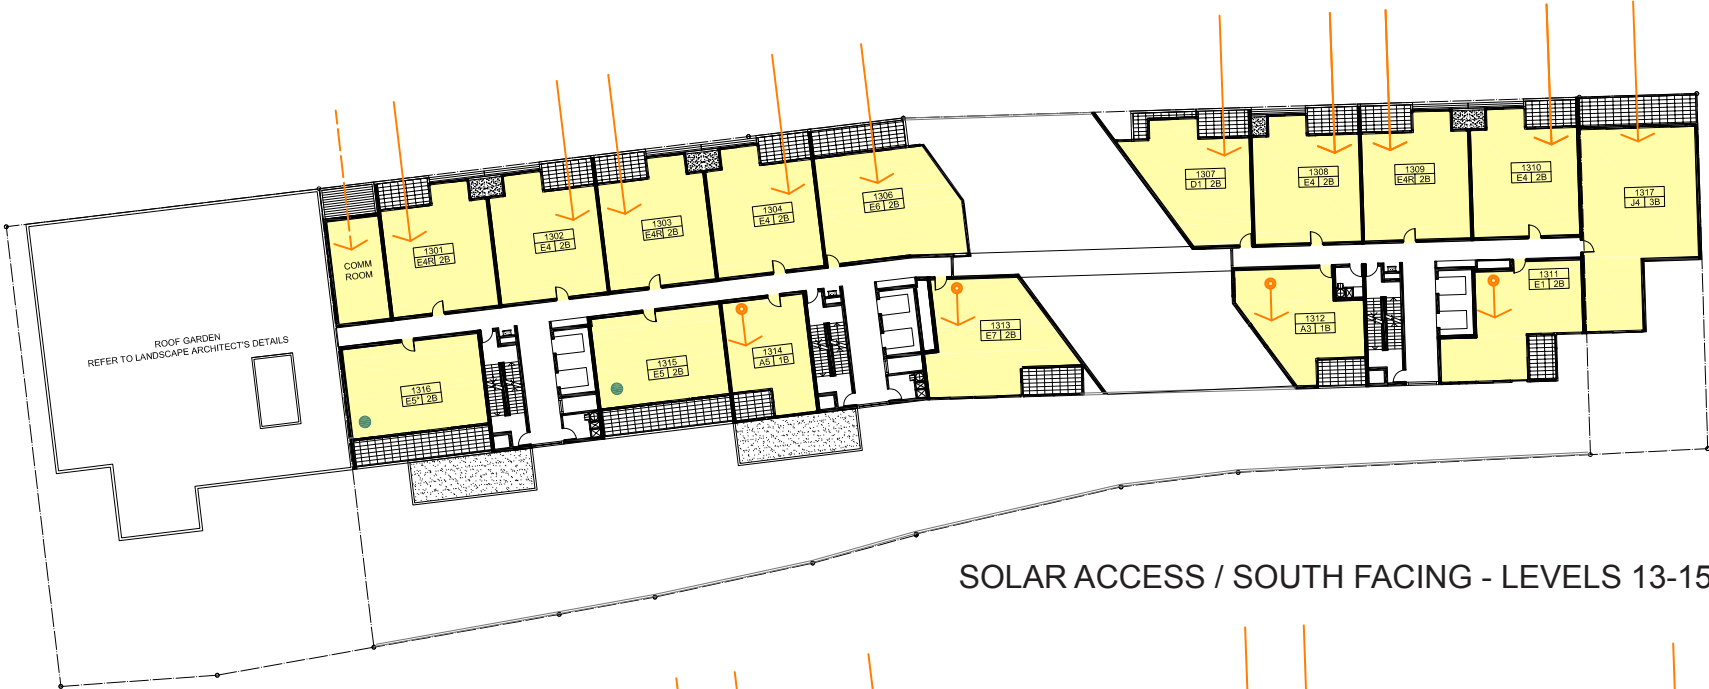 COMM
ROOM
1301
E4R 2B
1302
E4 2B
1303
E4R 2B
1304
E4 2B
1306
E6 2B
1307
D1 2B
1308
E4 2B
1309
E4R 2B
1310
E4 2B
1317
J4 3B
ROOF GARDEN
REFER TO LANDSCAPE ARCHITECT'S DETAILS
1316
E5* 2B
1315
E5 2B
1314
A5 1B
1313
E7 2B
1312
A3 1B
1311
E1 2B
SOLAR ACCESS / SOUTH FACING - LEVELS 13-15